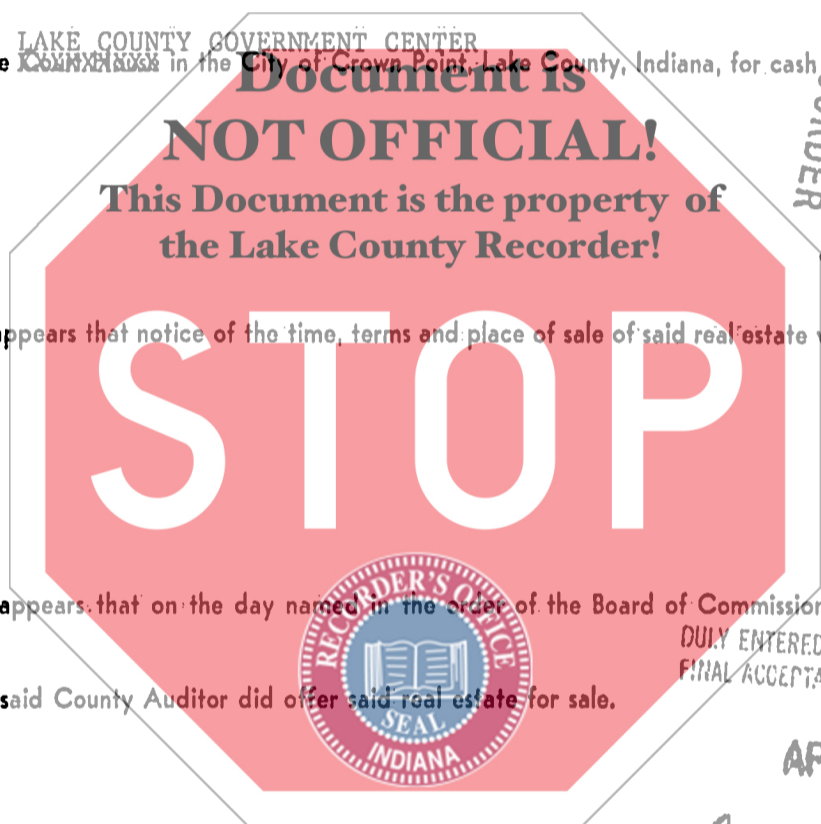 LAKE COUNTY GOVERNMENT CENTER
e in the City of Crown Point, Lake County, Indiana, for cash
Document is
NOT OFFICIAL!
This Document is the property of
the Lake County Recorder!
appears that notice of the time, terms and place of sale of said real estate
STOP
RECORDER'S OFFICE
SEAL
INDIANA
appears that on the day named in the order of the Board of Commission
DULY ENTERED
FINAL ACCEPTA
said County Auditor did offer said real estate for sale.
AP